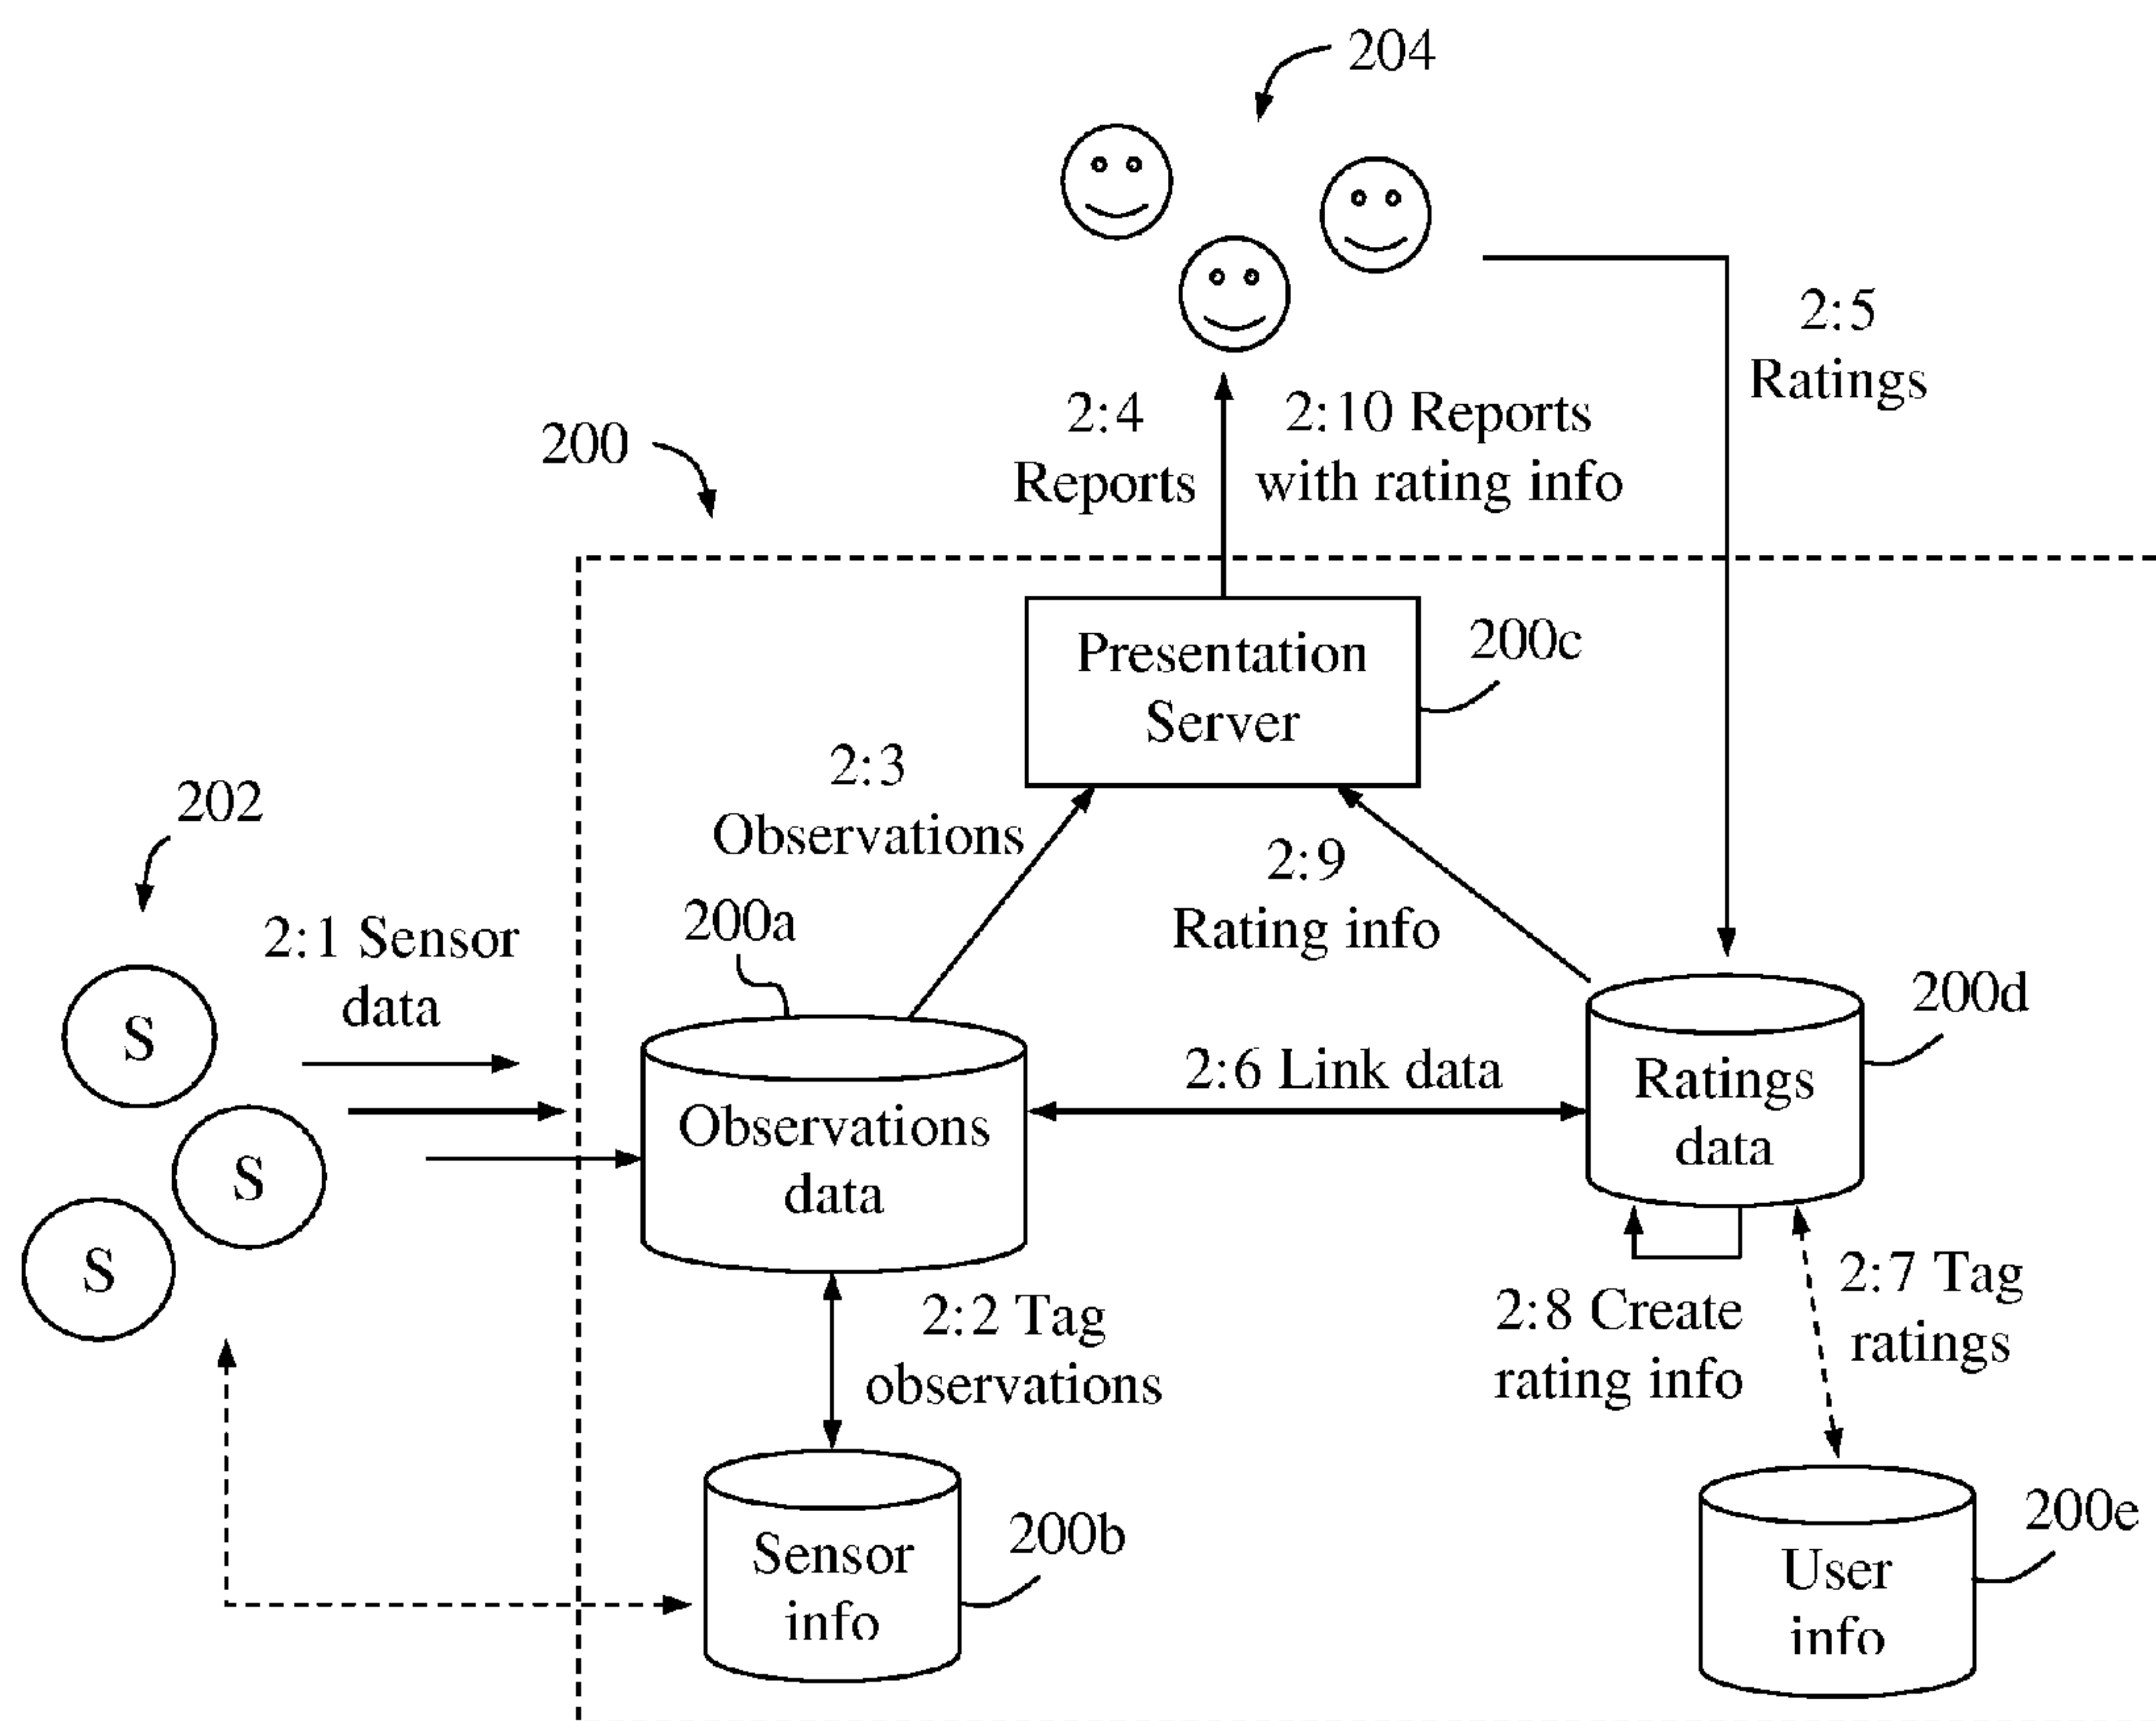 204
2:5
Ratings
2:4
Reports
2:10 Reports
with rating info
200
Presentation
Server
200c
2:3
Observations
202
2:9
Rating info
200a
2:1 Sensor
data
200d
S
S
S
2:6 Link data
Ratings
data
Observations
data
2:2 Tag
observations
2:8 Create
rating info
2:7 Tag
ratings
Sensor
info
200b
User
info
200e